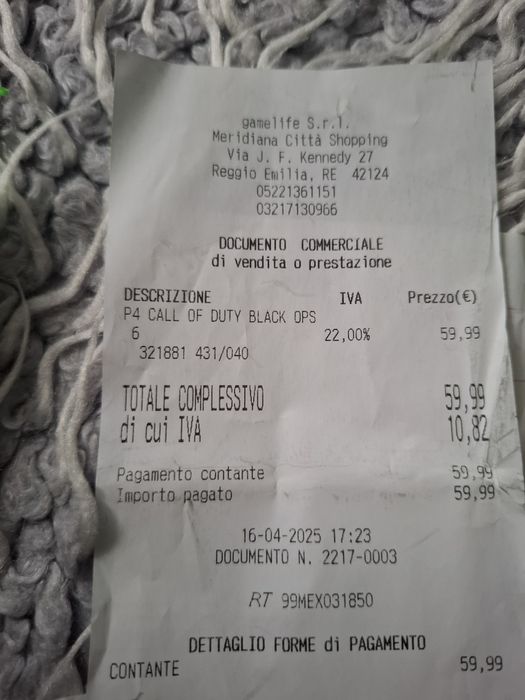 gamelife S.r.l.
Meridiana Città Shopping
Via J. F. Kennedy 27
Reggio Emilia, RE 42124
05221361151
03217130966
DOCUMENTO COMMERCIALE
di vendita o prestazione
DESCRIZIONE IVA Prezzo(€)
P4 CALL OF DUTY BLACK OPS
6 22,00% 59,99
321881 431/040
TOTALE COMPLESSIVO 59,99
di cui IVA 10,82
Pagamento contante 59,99
Importo pagato 59,99
16-04-2025 17:23
DOCUMENTO N. 2217-0003
RT 99MEX031850
DETTAGLIO FORME di PAGAMENTO
CONTANTE 59,99